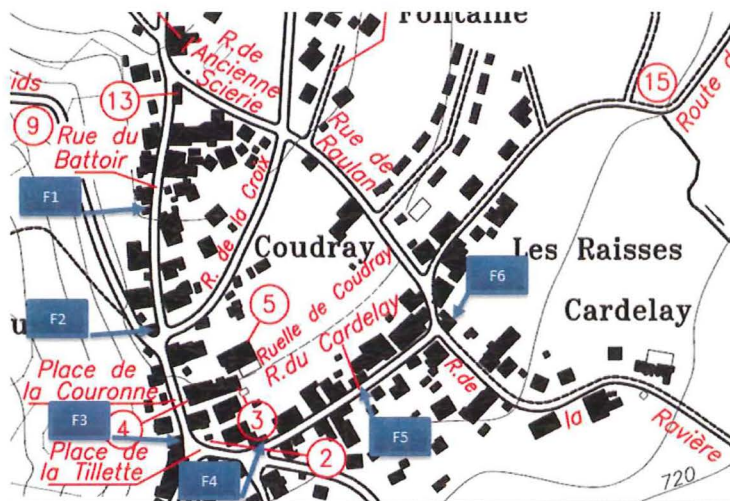 Fontaine
R. de
l'Ancienne
Scierie
13
15
Route d
ids
9
Rue du
Battoir
Rue de
Raulan
F1
R. de la Croix
Coudray
Les Raisses
F6
Cardelay
F2
u
5
Ruelle de Coudray
R. du Cardelay
Place de
la Couronne
R. de
la
Ravière
F3
4
3
F5
Place de
la Tillette
2
F4
720